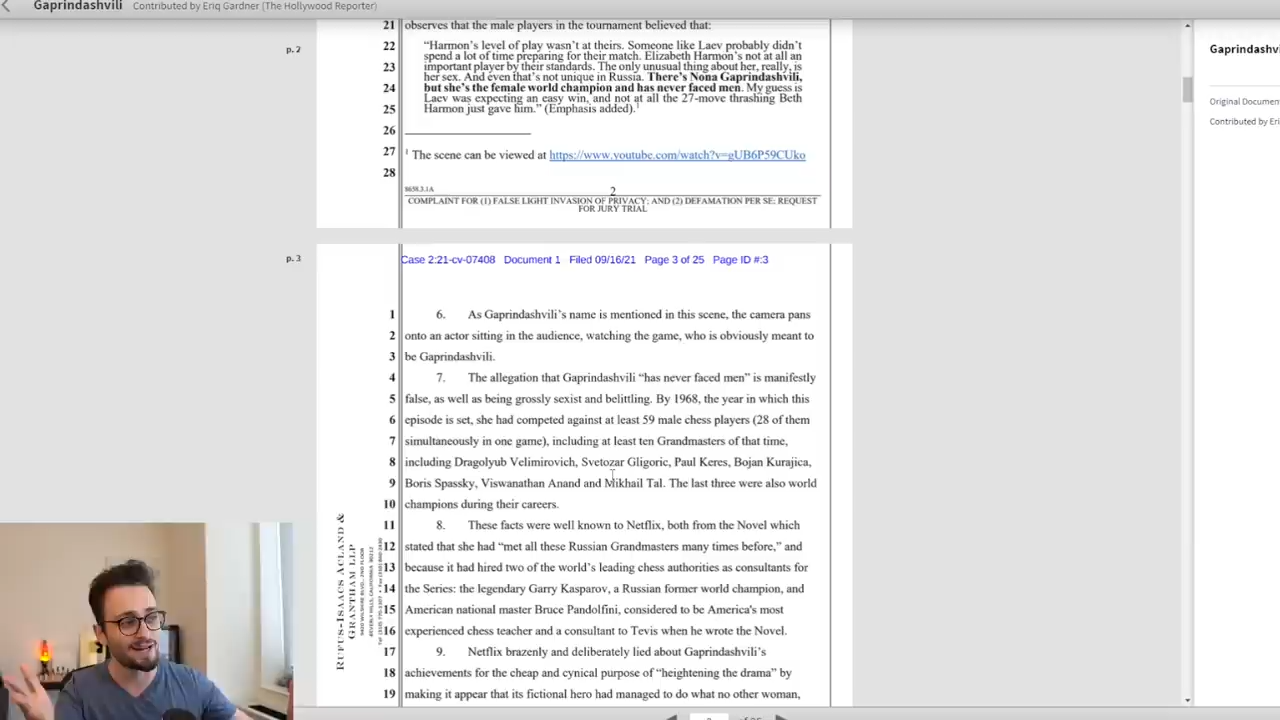 Gaprindashvili Contributed by Eriq Gardner (The Hollywood Reporter)
p. 2
21 observes that the male players in the tournament believed that:
22 “Harmon’s level of play wasn’t at theirs. Someone like Laev probably didn’t
spend a lot of time preparing for their match. Elizabeth Harmon’s not at all an
23 important player by their standards. The only unusual thing about her, really, is
her sex. And even that’s not unique in Russia. There’s Nona Gaprindashvili,
24 but she’s the female world champion and has never faced men. My guess is
Laev was expecting an easy win, and not at all the 27-move thrashing Beth
25 Harmon just gave him.” (Emphasis added).1
26
27 1 The scene can be viewed at https://www.youtube.com/watch?v=gUB6P59CUko
28
8658.3.1A
2
COMPLAINT FOR (1) FALSE LIGHT INVASION OF PRIVACY; AND (2) DEFAMATION PER SE; REQUEST
FOR JURY TRIAL
p. 3
Case 2:21-cv-07408 Document 1 Filed 09/16/21 Page 3 of 25 Page ID #:3
1 6. As Gaprindashvili’s name is mentioned in this scene, the camera pans
2 onto an actor sitting in the audience, watching the game, who is obviously meant to
3 be Gaprindashvili.
4 7. The allegation that Gaprindashvili “has never faced men” is manifestly
5 false, as well as being grossly sexist and belittling. By 1968, the year in which this
6 episode is set, she had competed against at least 59 male chess players (28 of them
7 simultaneously in one game), including at least ten Grandmasters of that time,
8 including Dragolyub Velimirovich, Svetozar Gligoric, Paul Keres, Bojan Kurajica,
9 Boris Spassky, Viswanathan Anand and Mikhail Tal. The last three were also world
10 champions during their careers.
11 8. These facts were well known to Netflix, both from the Novel which
12 stated that she had “met all these Russian Grandmasters many times before,” and
13 because it had hired two of the world’s leading chess authorities as consultants for
14 the Series: the legendary Garry Kasparov, a Russian former world champion, and
15 American national master Bruce Pandolfini, considered to be America's most
16 experienced chess teacher and a consultant to Tevis when he wrote the Novel.
17 9. Netflix brazenly and deliberately lied about Gaprindashvili’s
18 achievements for the cheap and cynical purpose of “heightening the drama” by
19 making it appear that its fictional hero had managed to do what no other woman,
RUFUS-ISAACS ACLAND &
GRANTHAM LLP
Gaprindashvi
Original Documen
Contributed by Eri